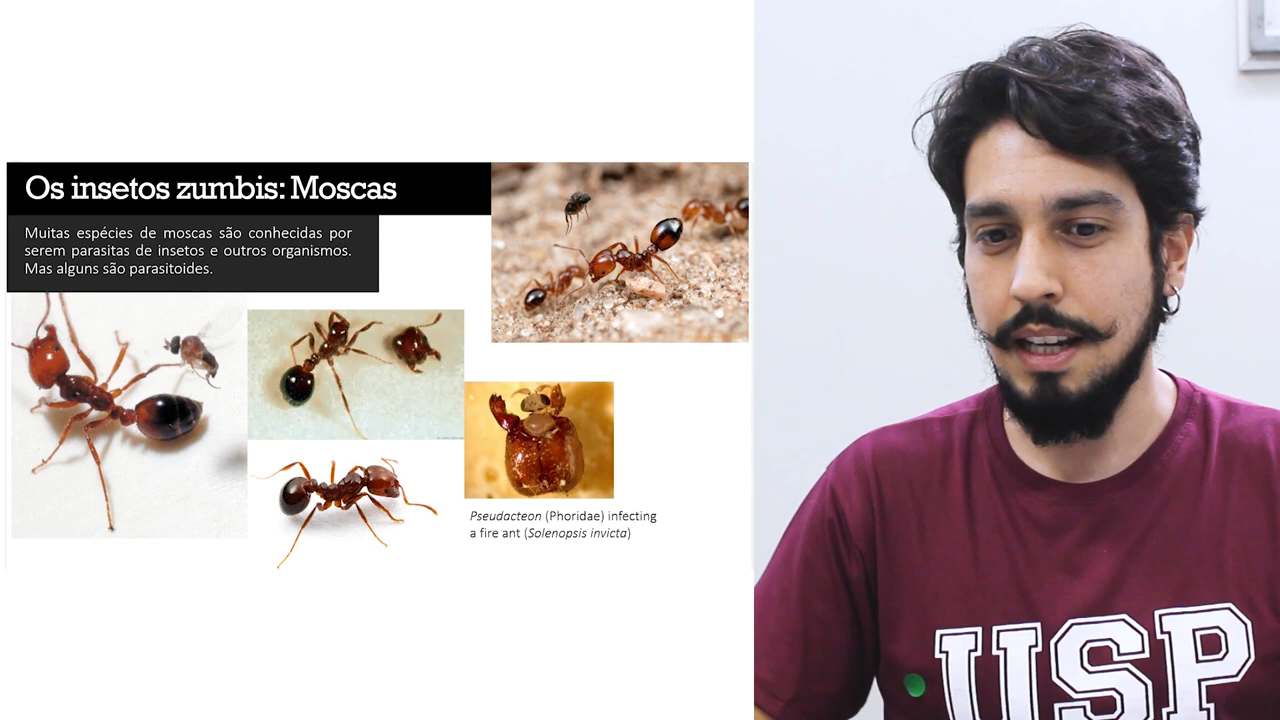 Os insetos zumbis: Moscas
Muitas espécies de moscas são conhecidas por
serem parasitas de insetos e outros organismos.
Mas alguns são parasitoides.
Pseudacteon (Phoridae) infecting
a fire ant (Solenopsis invicta)
USP